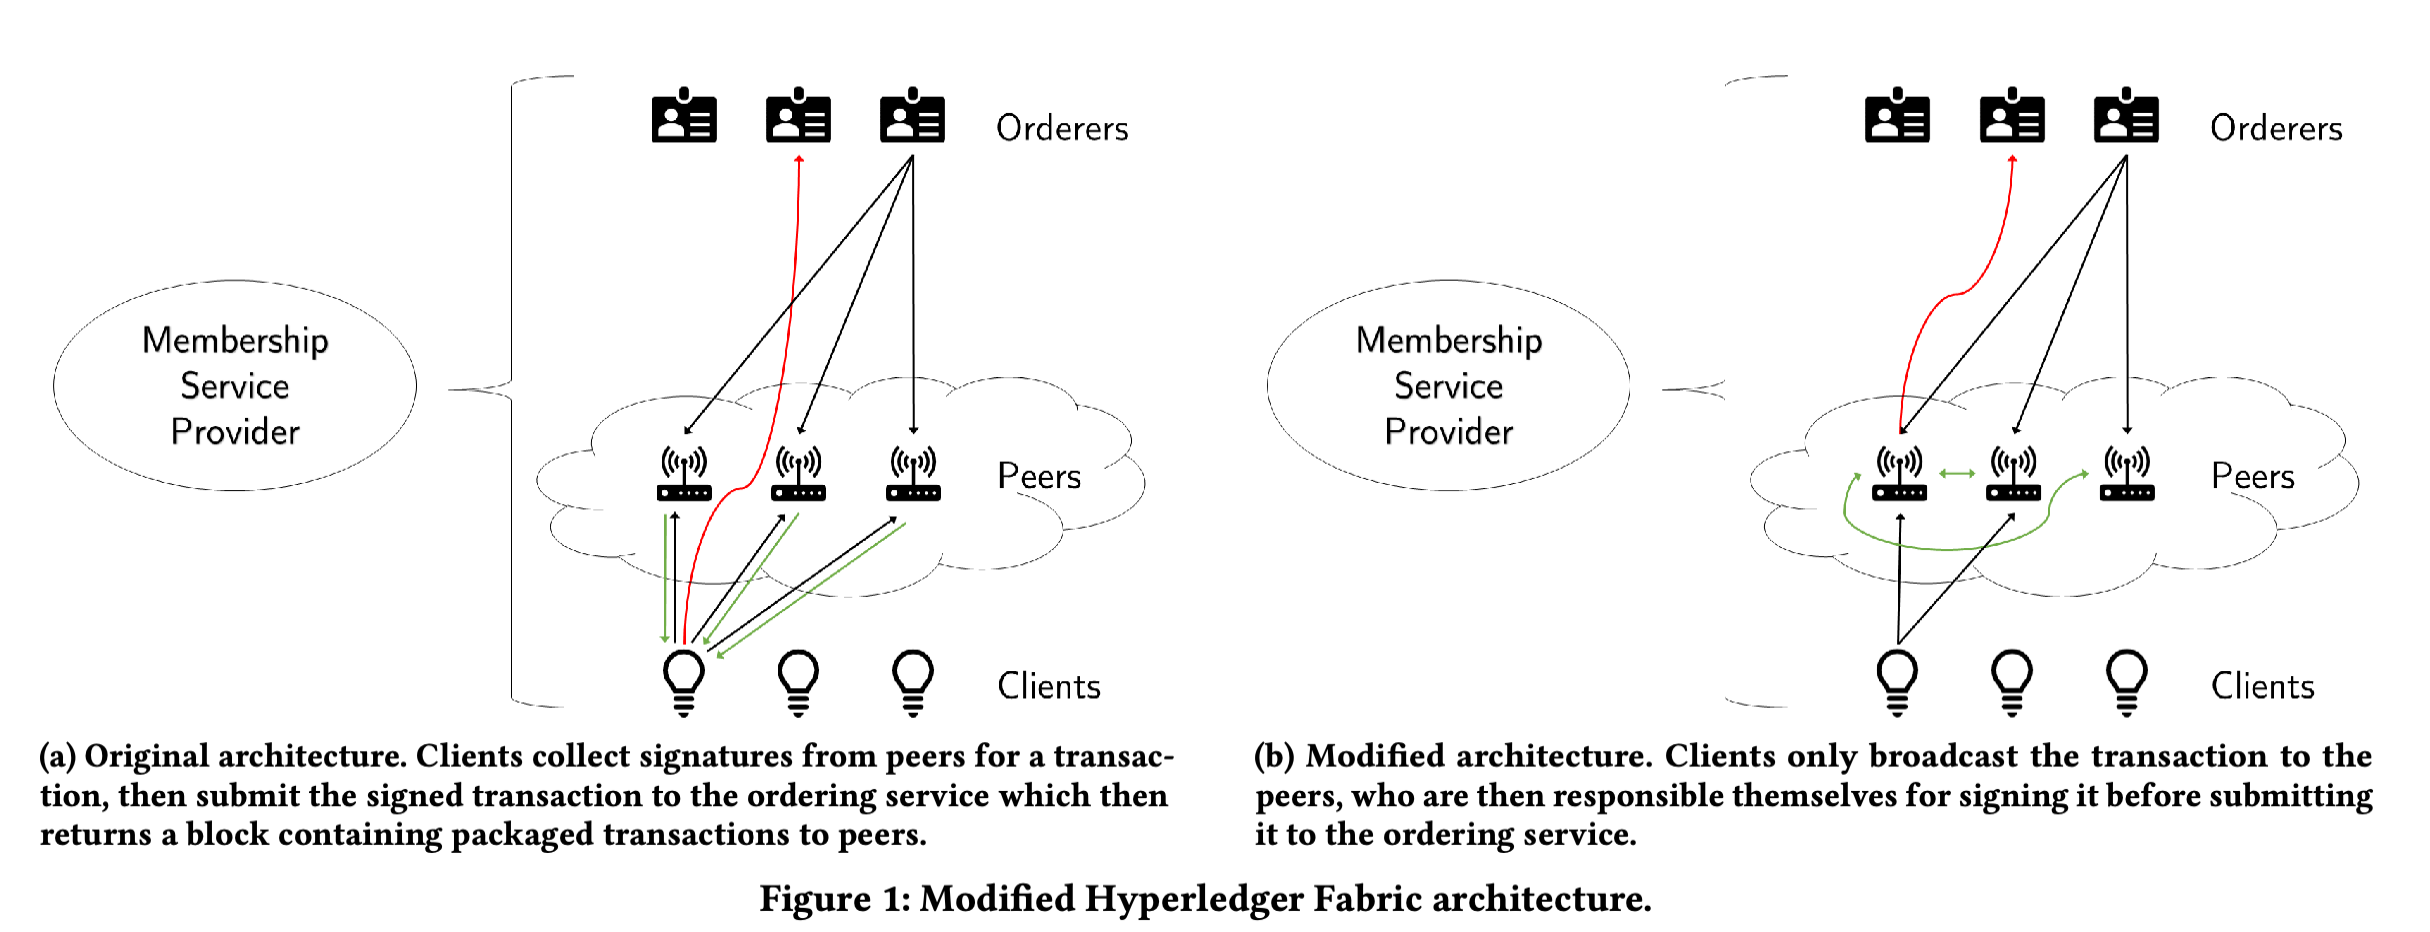 Orderers
Membership
Service
Provider
Peers
Clients
(a) Original architecture. Clients collect signatures from peers for a transac-
tion, then submit the signed transaction to the ordering service which then
returns a block containing packaged transactions to peers.
Orderers
Membership
Service
Provider
Peers
Clients
(b) Modified architecture. Clients only broadcast the transaction to the
peers, who are then responsible themselves for signing it before submitting
it to the ordering service.
Figure 1: Modified Hyperledger Fabric architecture.